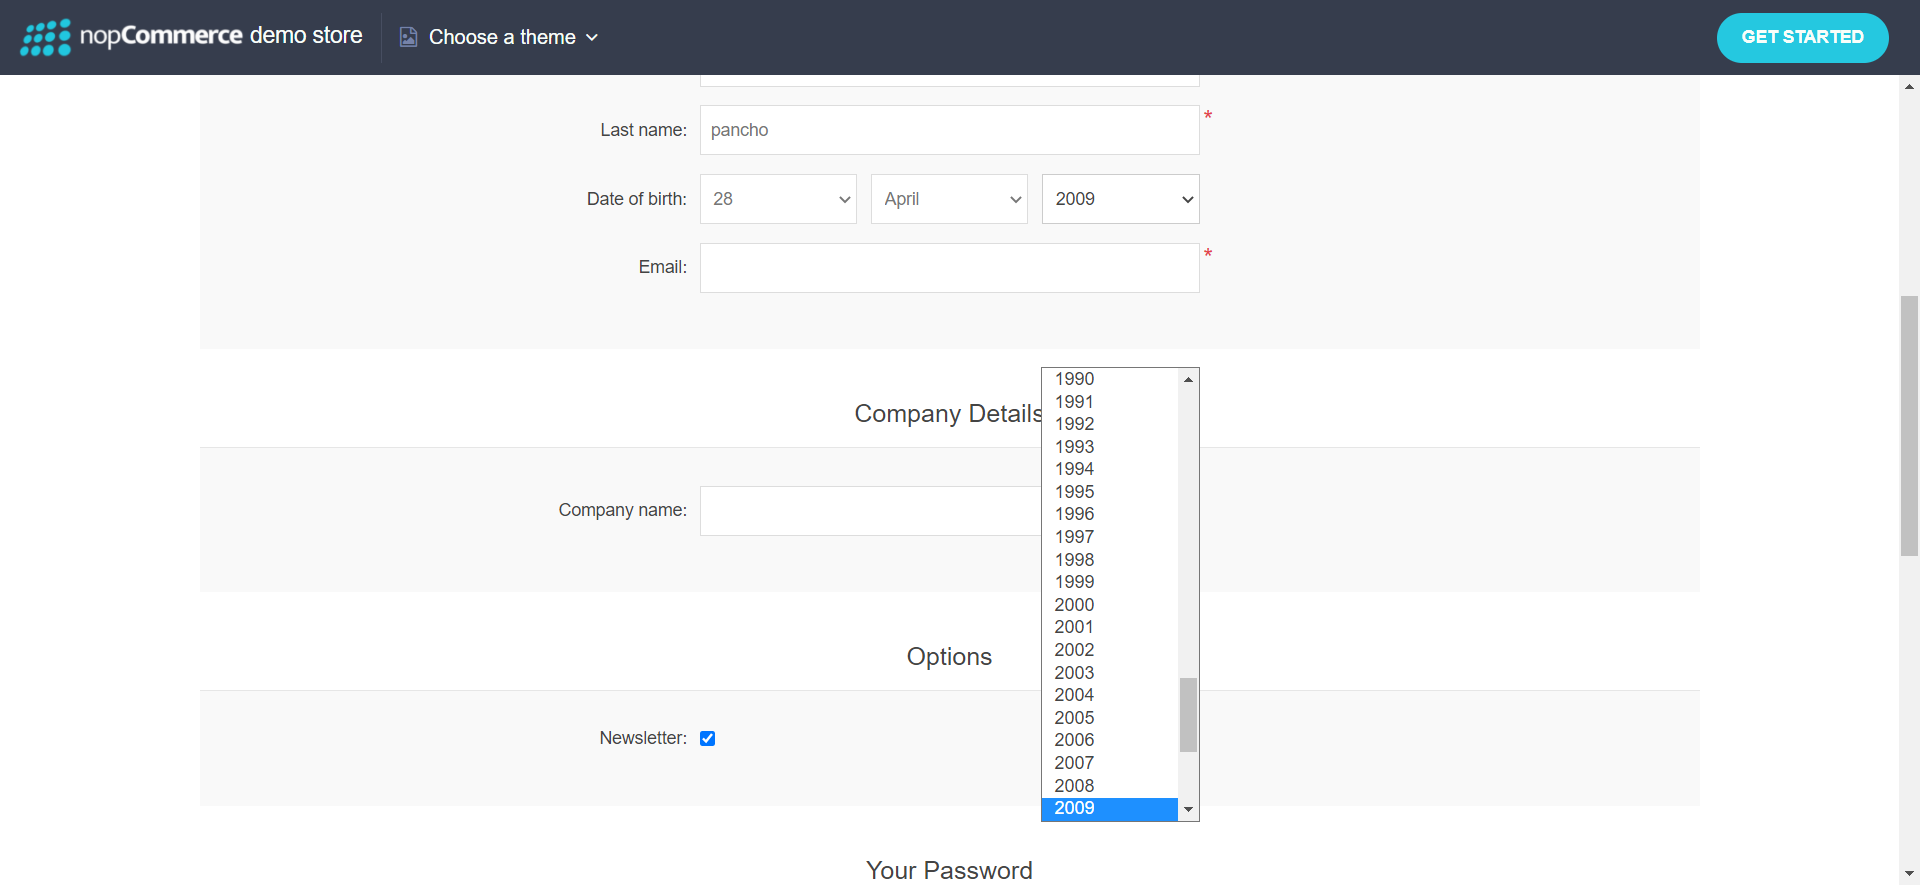 nopCommerce demo store
Choose a theme
GET STARTED
Last name: pancho *
Date of birth: 28 April 2009
Email: *
Company Details
Company name:
Options
Newsletter:
1990
1991
1992
1993
1994
1995
1996
1997
1998
1999
2000
2001
2002
2003
2004
2005
2006
2007
2008
2009
Your Password